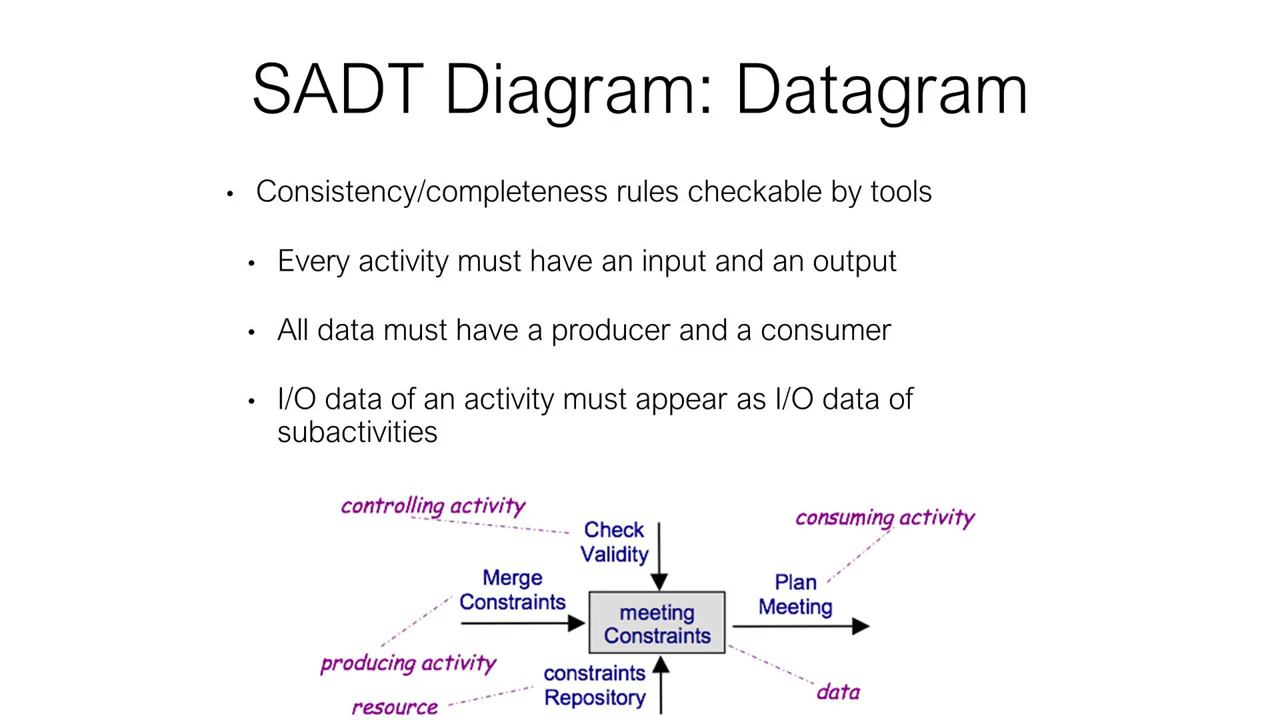 SADT Diagram: Datagram
• Consistency/completeness rules checkable by tools
• Every activity must have an input and an output
• All data must have a producer and a consumer
• I/O data of an activity must appear as I/O data of
subactivities
controlling activity
consuming activity
Check
Validity
Merge
Constraints
Plan
Meeting
meeting
Constraints
producing activity
constraints
Repository
resource
data